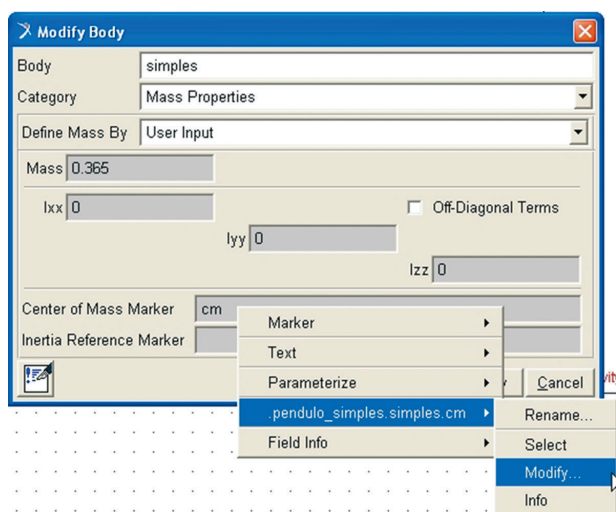 Modify Body
Body simples
Category Mass Properties
Define Mass By User Input
Mass 0.365
Ixx 0 Off-Diagonal Terms
Iyy 0
Izz 0
Center of Mass Marker cm
Inertia Reference Marker
Marker
Text
Parameterize
.pendulo_simples.simples.cm
Field Info
Cancel
Rename...
Select
Modify...
Info